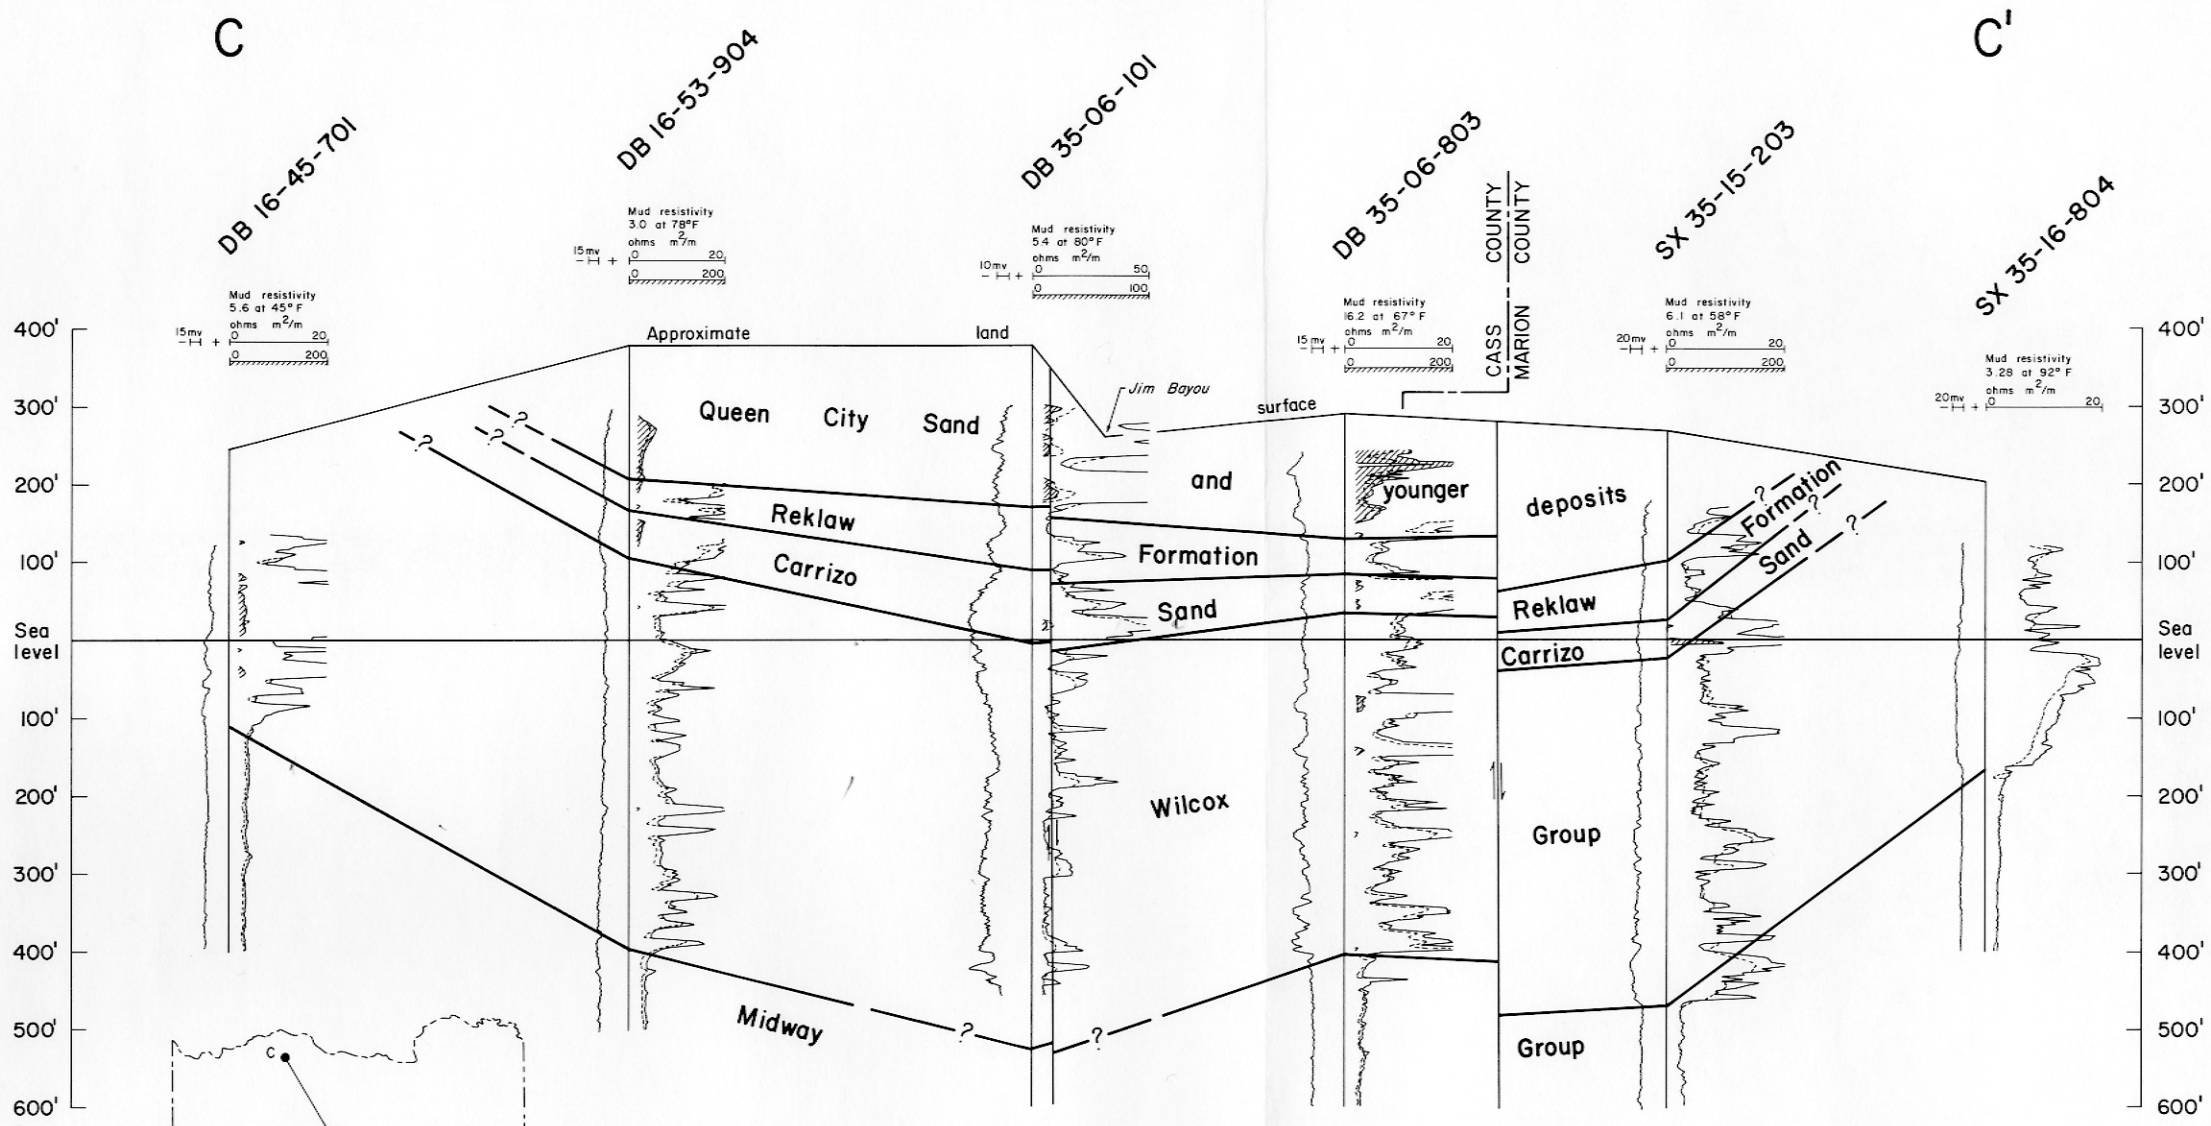 C
C'
DB 16-45-701
DB 16-53-904
DB 35-06-101
DB 35-06-803
SX 35-15-203
SX 35-16-804
Mud resistivity
5.6 at 45°F
ohms m²/m
15mv
- +
0 20
0 200
Mud resistivity
3.0 at 78°F
ohms m²/m
15mv
- +
0 20
0 200
Mud resistivity
5.4 at 80°F
ohms m²/m
10mv
- +
0 50
0 100
Mud resistivity
16.2 at 67°F
ohms m²/m
15mv
- +
0 20
0 200
CASS COUNTY
MARION COUNTY
Mud resistivity
6.1 at 58°F
ohms m²/m
20mv
- +
0 20
0 200
Mud resistivity
3.28 at 92°F
ohms m²/m
20mv
- +
0 20
400'
300'
200'
100'
Sea
level
100'
200'
300'
400'
500'
600'
Approximate land surface
Jim Bayou
Queen City Sand and younger deposits
? ? ?
Reklaw Formation
Carrizo Sand
Reklaw Formation
Carrizo Sand
? ? ?
Wilcox Group
Midway Group
? ?
C
400'
300'
200'
100'
Sea
level
100'
200'
300'
400'
500'
600'